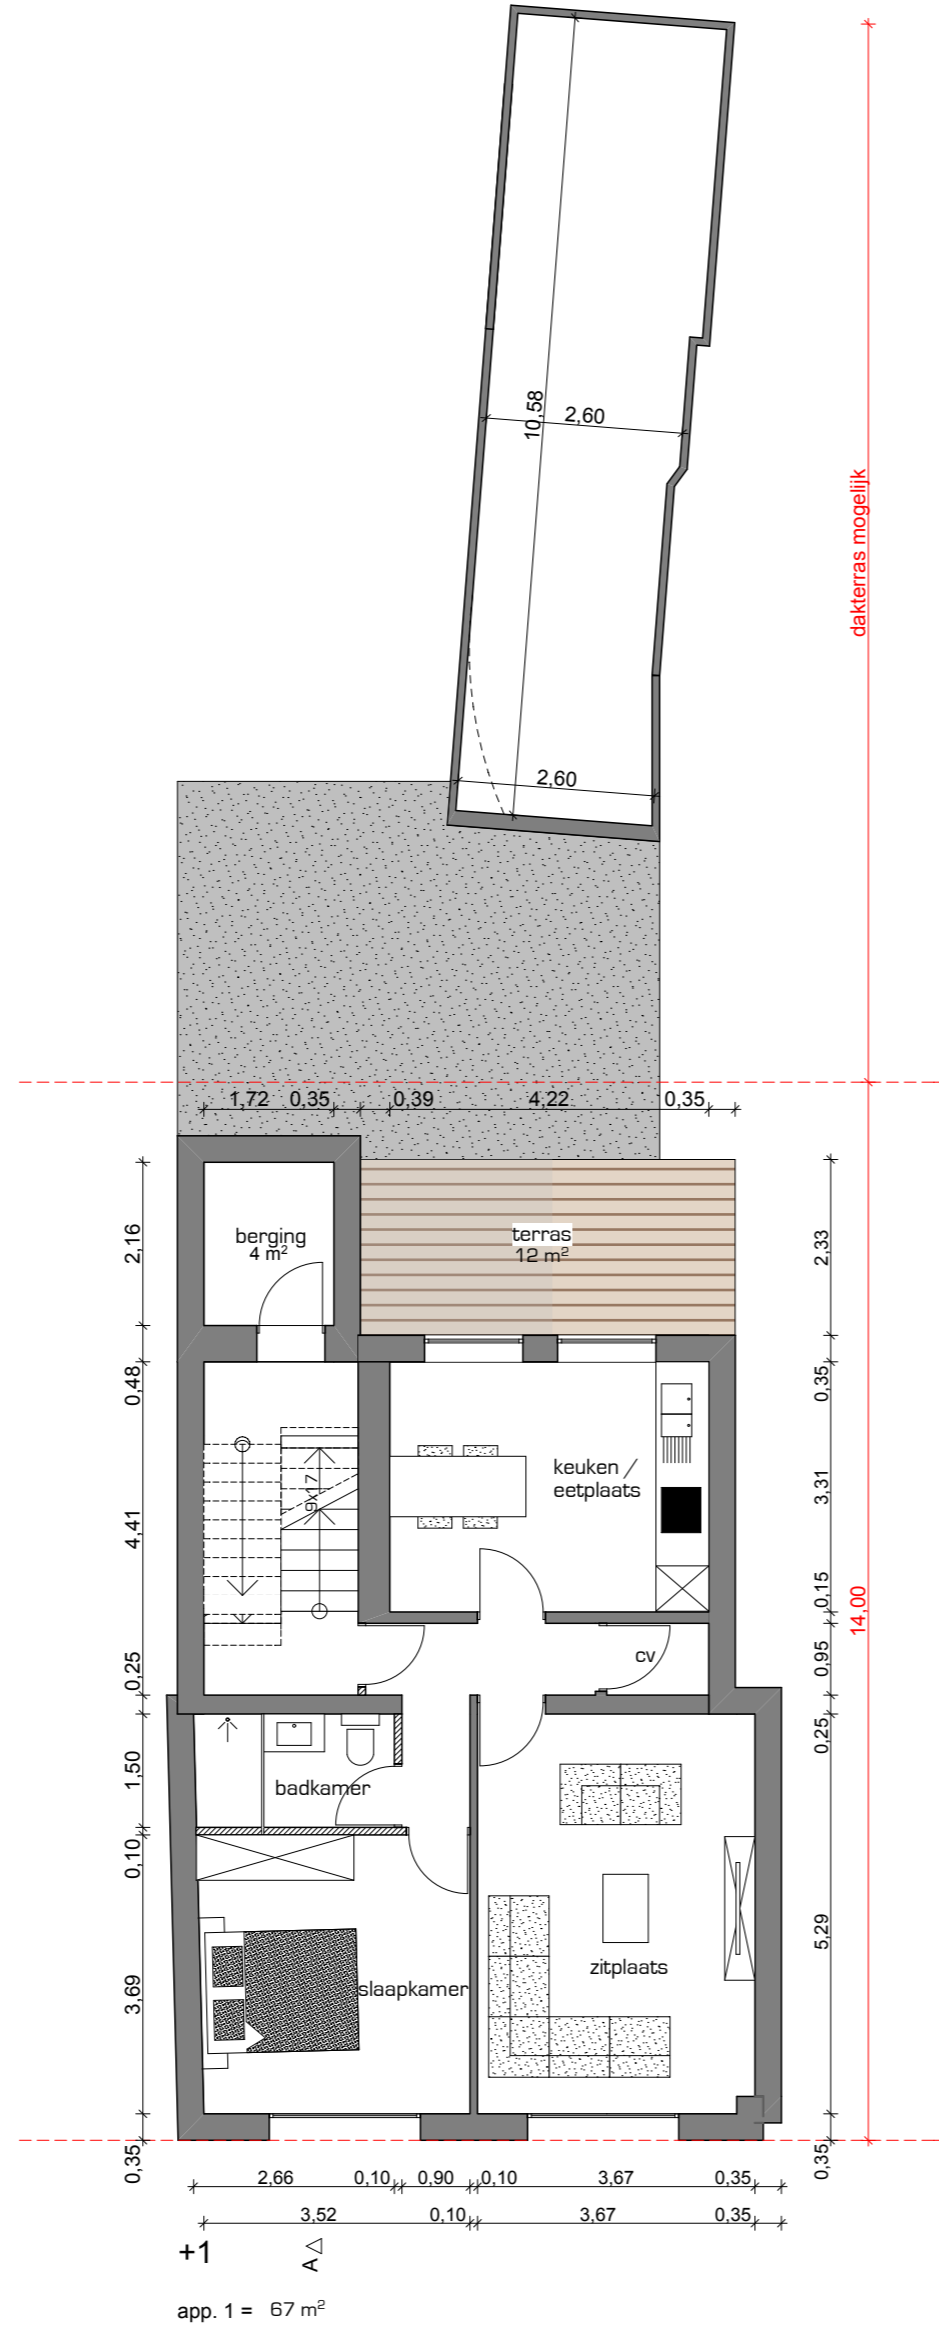 10,58
2,60
dakterras mogelijk
2,60
1,72 0,35 0,39 4,22 0,35
2,16
berging
4 m²
terras
12 m²
2,33
0,48
0,35
keuken /
eetplaats
9x17
3,31
4,41
0,15
14,00
0,25
cv
0,95
0,25
1,50
badkamer
0,10
5,29
zitplaats
3,69
slaapkamer
0,35
0,35
2,66 0,10 0,90 0,10 3,67 0,35
3,52 0,10 3,67 0,35
+1
A
app. 1 = 67 m²